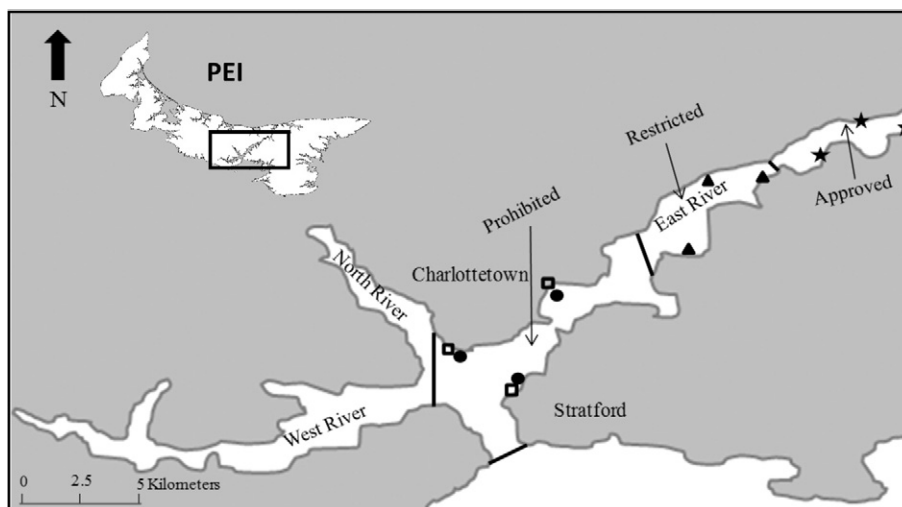 PEI
N
Restricted
Approved
East River
Prohibited
Charlottetown
North River
West River
Stratford
0 2.5 5 Kilometers